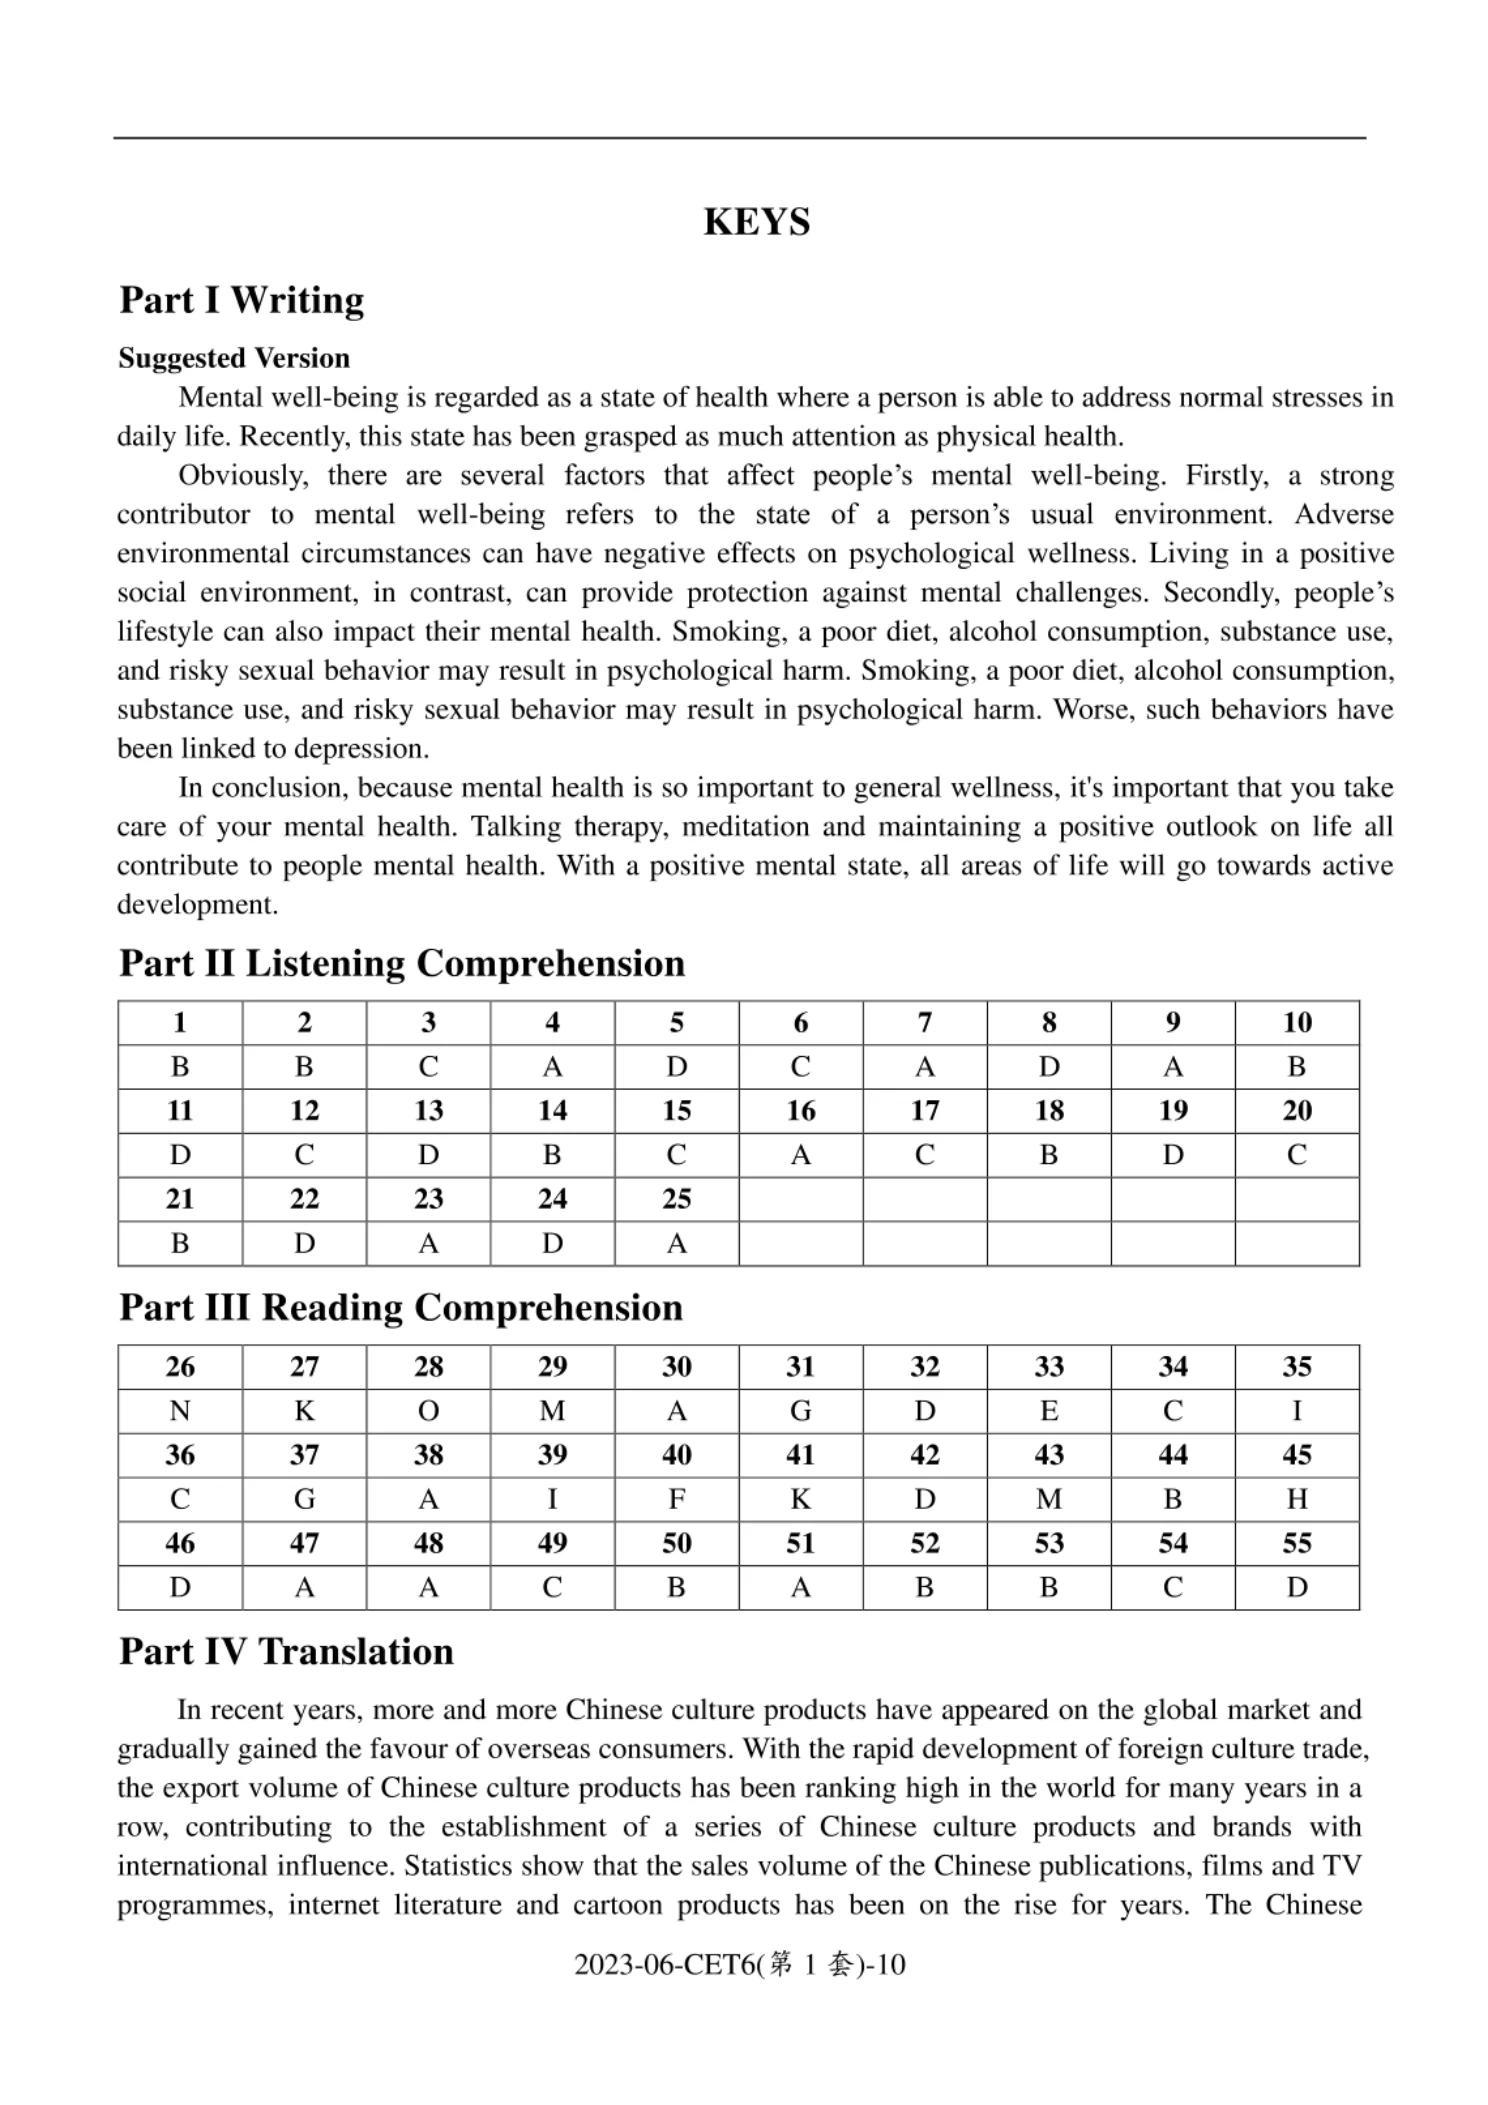 KEYS
Part I Writing
Suggested Version
Mental well-being is regarded as a state of health where a person is able to address normal stresses in
daily life. Recently, this state has been grasped as much attention as physical health.
Obviously, there are several factors that affect people’s mental well-being. Firstly, a strong
contributor to mental well-being refers to the state of a person’s usual environment. Adverse
environmental circumstances can have negative effects on psychological wellness. Living in a positive
social environment, in contrast, can provide protection against mental challenges. Secondly, people’s
lifestyle can also impact their mental health. Smoking, a poor diet, alcohol consumption, substance use,
and risky sexual behavior may result in psychological harm. Smoking, a poor diet, alcohol consumption,
substance use, and risky sexual behavior may result in psychological harm. Worse, such behaviors have
been linked to depression.
In conclusion, because mental health is so important to general wellness, it's important that you take
care of your mental health. Talking therapy, meditation and maintaining a positive outlook on life all
contribute to people mental health. With a positive mental state, all areas of life will go towards active
development.
Part II Listening Comprehension
1 2 3 4 5 6 7 8 9 10
B B C A D C A D A B
11 12 13 14 15 16 17 18 19 20
D C D B C A C B D C
21 22 23 24 25
B D A D A
Part III Reading Comprehension
26 27 28 29 30 31 32 33 34 35
N K O M A G D E C I
36 37 38 39 40 41 42 43 44 45
C G A I F K D M B H
46 47 48 49 50 51 52 53 54 55
D A A C B A B B C D
Part IV Translation
In recent years, more and more Chinese culture products have appeared on the global market and
gradually gained the favour of overseas consumers. With the rapid development of foreign culture trade,
the export volume of Chinese culture products has been ranking high in the world for many years in a
row, contributing to the establishment of a series of Chinese culture products and brands with
international influence. Statistics show that the sales volume of the Chinese publications, films and TV
programmes, internet literature and cartoon products has been on the rise for years. The Chinese
2023-06-CET6(第 1 套)-10